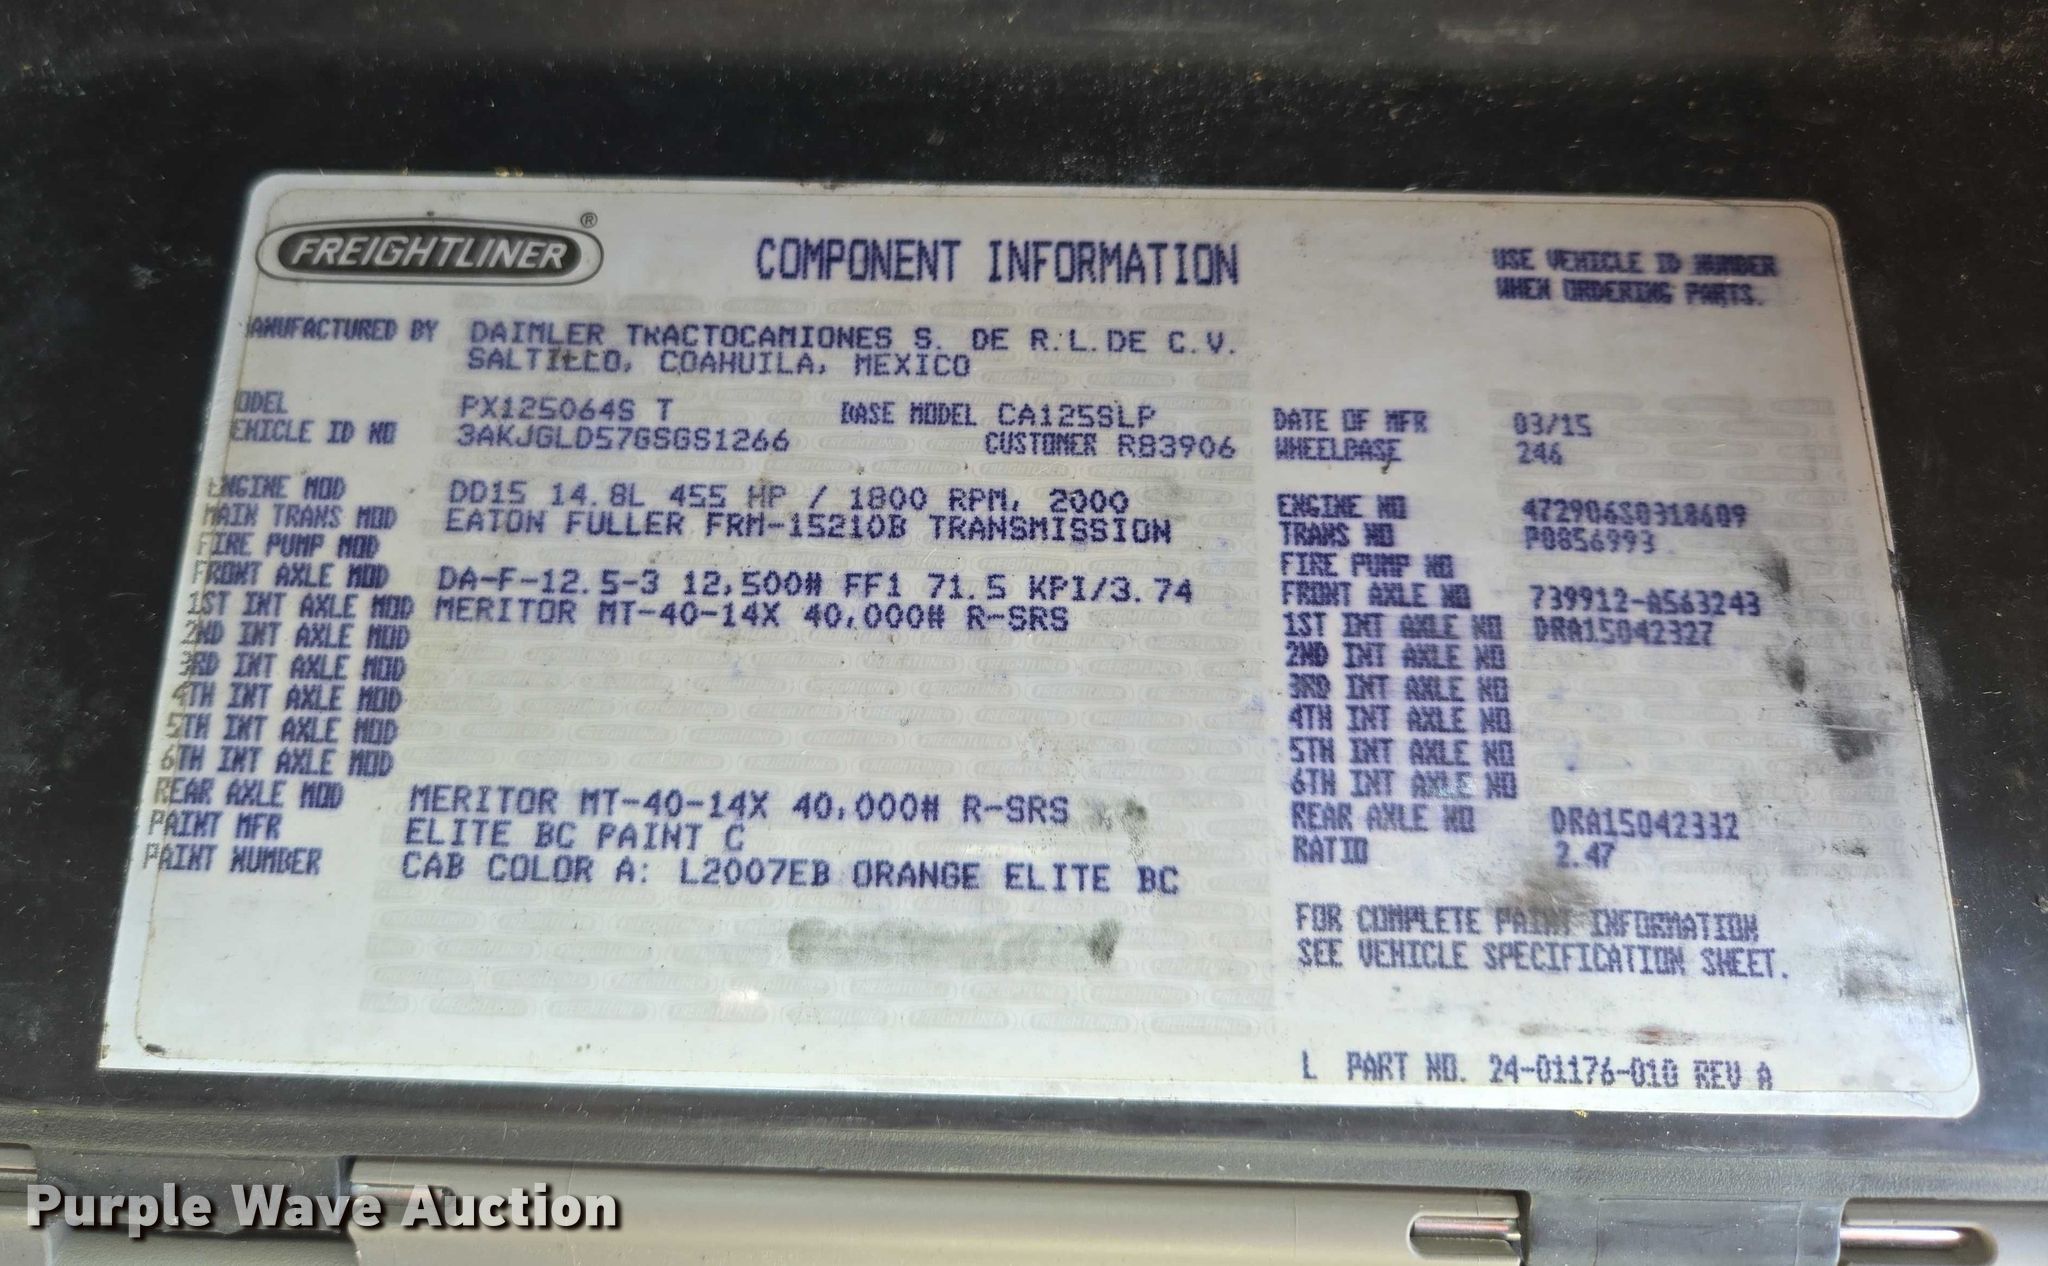 FREIGHTLINER®
COMPONENT INFORMATION
USE VEHICLE ID NUMBER
WHEN ORDERING PARTS.
MANUFACTURED BY DAIMLER TRACTOCAMIONES S. DE R.L.DE C.V.
SALTILLO, COAHUILA, MEXICO
MODEL PX125064S T BASE MODEL CA125SLP DATE OF MFR 03/15
VEHICLE ID NO 3AKJGLD57GSGS1266 CUSTOMER RB3906 WHEELBASE 246
ENGINE MOD DD15 14.8L 455 HP / 1800 RPM, 2000 ENGINE NO 472906S0318609
MAIN TRANS MOD EATON FULLER FRM-15210B TRANSMISSION TRANS NO P0856993
FIRE PUMP MOD FIRE PUMP NO
FRONT AXLE MOD DA-F-12.5-3 12,500# FF1 71.5 KPI/3.74 FRONT AXLE NO 739912-A563243
1ST INT AXLE MOD MERITOR MT-40-14X 40,000# R-SRS 1ST INT AXLE NO DRA15042327
2ND INT AXLE MOD 2ND INT AXLE NO
3RD INT AXLE MOD 3RD INT AXLE NO
4TH INT AXLE MOD 4TH INT AXLE NO
5TH INT AXLE MOD 5TH INT AXLE NO
6TH INT AXLE MOD 6TH INT AXLE NO
REAR AXLE MOD MERITOR MT-40-14X 40,000# R-SRS REAR AXLE NO DRA15042332
PAINT MFR ELITE BC PAINT C RATIO 2.47
PAINT NUMBER CAB COLOR A: L2007EB ORANGE ELITE BC
FOR COMPLETE PAINT INFORMATION
SEE VEHICLE SPECIFICATION SHEET.
L PART NO. 24-01176-010 REV A
Purple Wave Auction